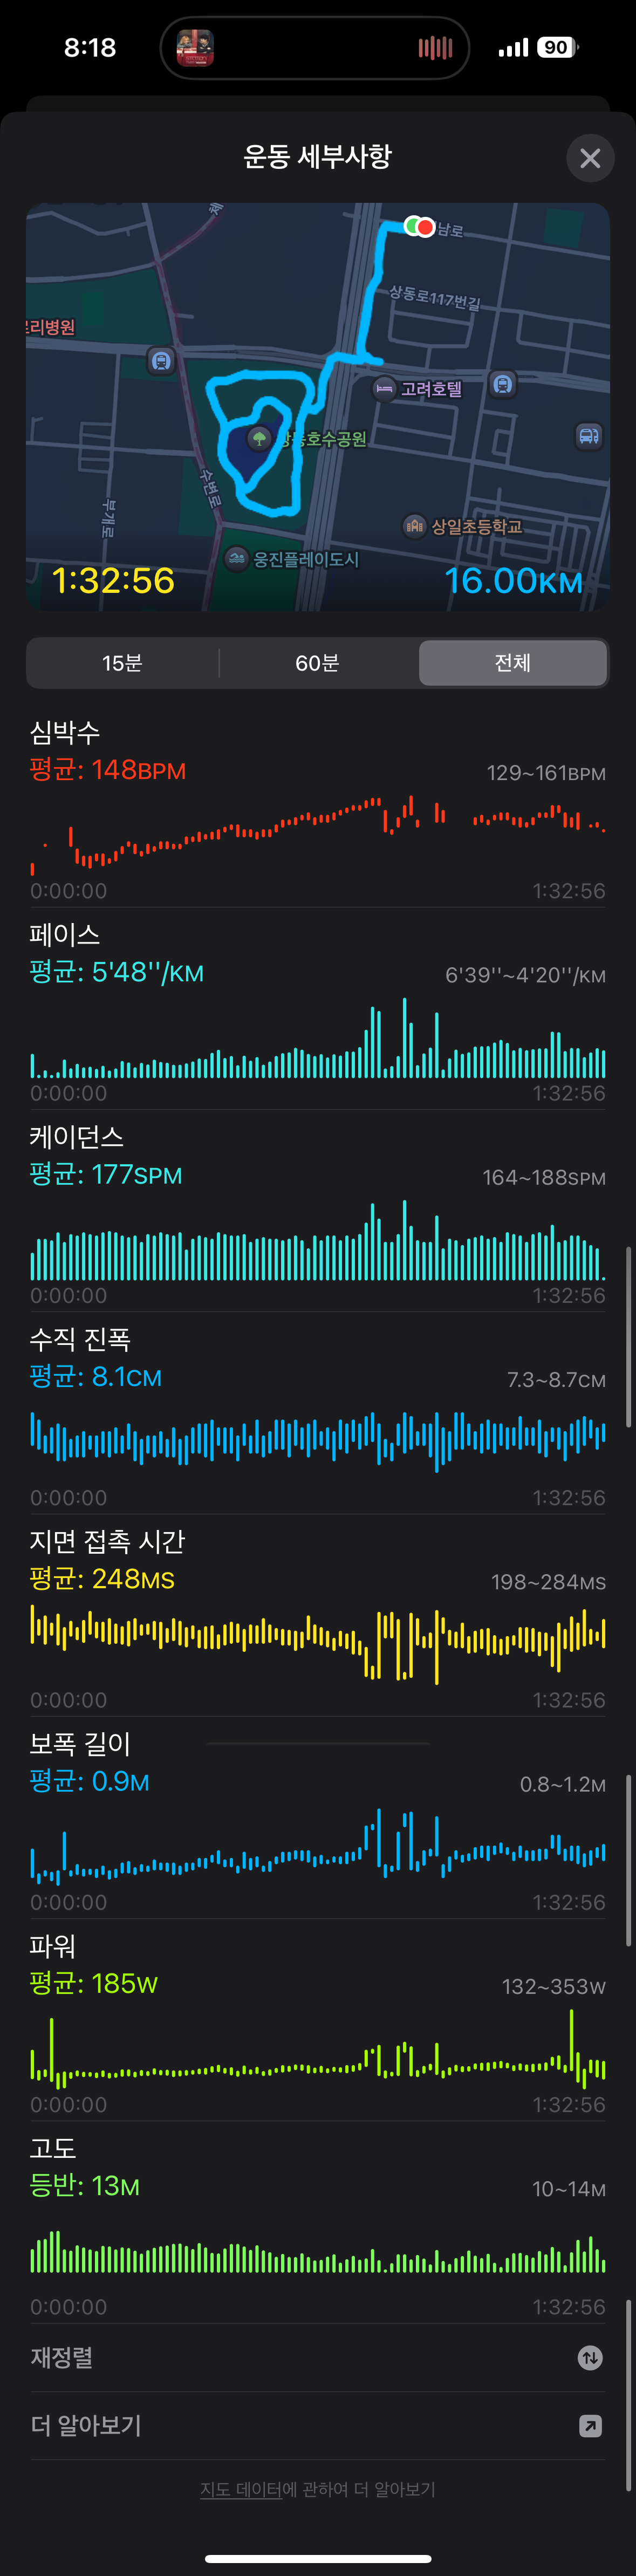 8:18
90
운동 세부사항
남로
상동로117번길
리병원
고려호텔
상동호수공원
수변로
부개로
상일초등학교
웅진플레이도시
1:32:56
16.00KM
15분
60분
전체
심박수
평균: 148BPM
129~161BPM
0:00:00
1:32:56
페이스
평균: 5'48''/KM
6'39''~4'20''/KM
0:00:00
1:32:56
케이던스
평균: 177SPM
164~188SPM
0:00:00
1:32:56
수직 진폭
평균: 8.1CM
7.3~8.7CM
0:00:00
1:32:56
지면 접촉 시간
평균: 248MS
198~284MS
0:00:00
1:32:56
보폭 길이
평균: 0.9M
0.8~1.2M
0:00:00
1:32:56
파워
평균: 185W
132~353W
0:00:00
1:32:56
고도
등반: 13M
10~14M
0:00:00
1:32:56
재정렬
더 알아보기
지도 데이터에 관하여 더 알아보기